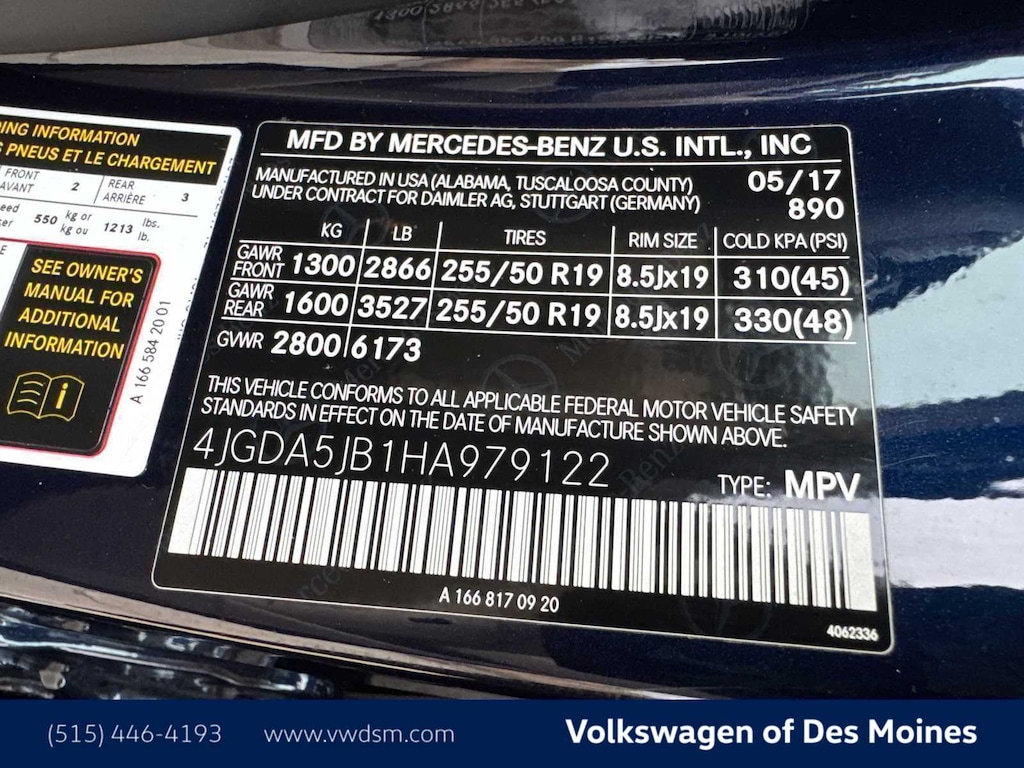 DING INFORMATION
S PNEUS ET LE CHARGEMENT
FRONT
AVANT
2
REAR
ARRIÈRE
3
550 kg or
kg ou
1213 lbs.
lb.
SEE OWNER'S
MANUAL FOR
ADDITIONAL
INFORMATION
A 166 584 20 01
MFD BY MERCEDES-BENZ U.S. INTL., INC
MANUFACTURED IN USA (ALABAMA, TUSCALOOSA COUNTY) 05/17
UNDER CONTRACT FOR DAIMLER AG, STUTTGART (GERMANY) 890
KG LB TIRES RIM SIZE COLD KPA(PSI)
GAWR FRONT 1300 2866 255/50 R19 8.5Jx19 310(45)
GAWR REAR 1600 3527 255/50 R19 8.5Jx19 330(48)
GVWR 2800 6173
THIS VEHICLE CONFORMS TO ALL APPLICABLE FEDERAL MOTOR VEHICLE SAFETY
STANDARDS IN EFFECT ON THE DATE OF MANUFACTURE SHOWN ABOVE.
4JGDA5JB1HA979122 TYPE: MPV
A 166 817 09 20
4062336
(515) 446-4193 www.vwdsm.com Volkswagen of Des Moines